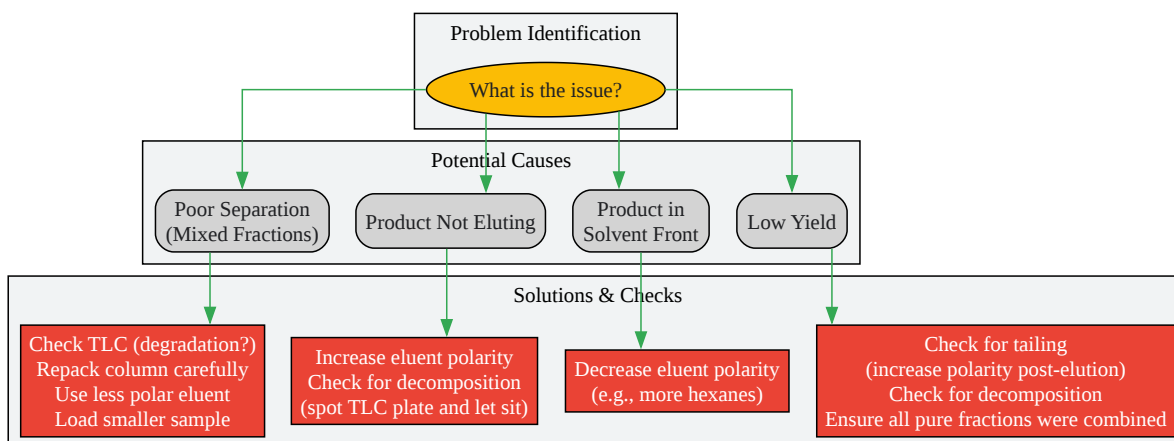 Problem Identification
What is the issue?
Potential Causes
Poor Separation
(Mixed Fractions)
Product Not Eluting
Product in
Solvent Front
Low Yield
Solutions & Checks
Check TLC (degradation?)
Repack column carefully
Use less polar eluent
Load smaller sample
Increase eluent polarity
Check for decomposition
(spot TLC plate and let sit)
Decrease eluent polarity
(e.g., more hexanes)
Check for tailing
(increase polarity post-elution)
Check for decomposition
Ensure all pure fractions were combined